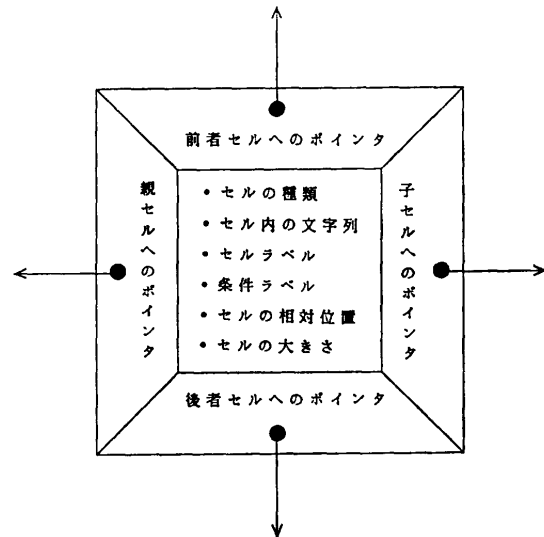 前者セルへのポインタ
親セルへのポインタ
• セルの種類
• セル内の文字列
• セルラベル
• 条件ラベル
• セルの相対位置
• セルの大きさ
子セルへのポインタ
後者セルへのポインタ